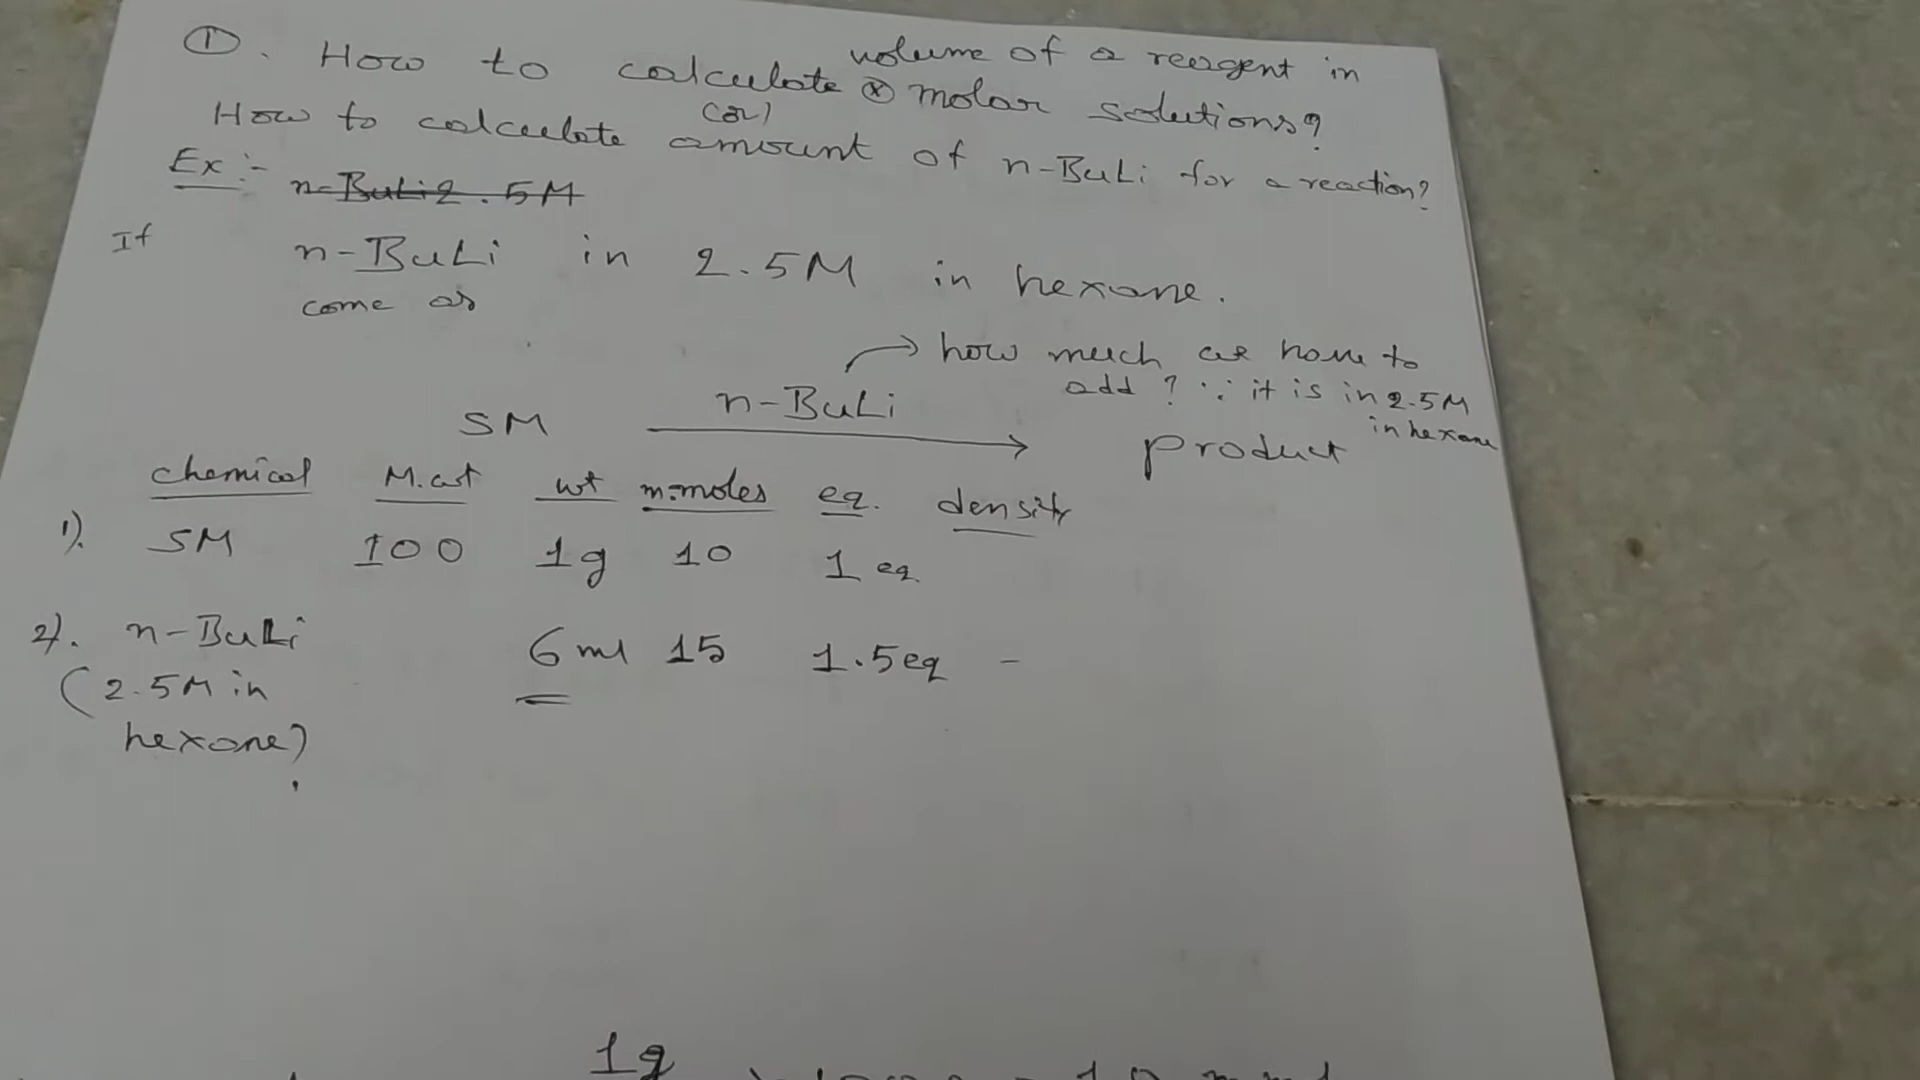 ① . How to calculate volume of a reagent in
ⓧ molar solutions?
(or)
How to calculate amount of n-BuLi for a reaction?
Ex :- n-BuLi 2.5M
If n-BuLi in 2.5M in hexane.
come as
how much we have to
add ? ∵ it is in 2.5M
in hexane
SM n-BuLi product
chemical M.wt wt m.moles eq. density
1). SM 100 1g 10 1 eq.
2). n-BuLi 6 ml 15 1.5eq -
(2.5M in
hexane)
1g